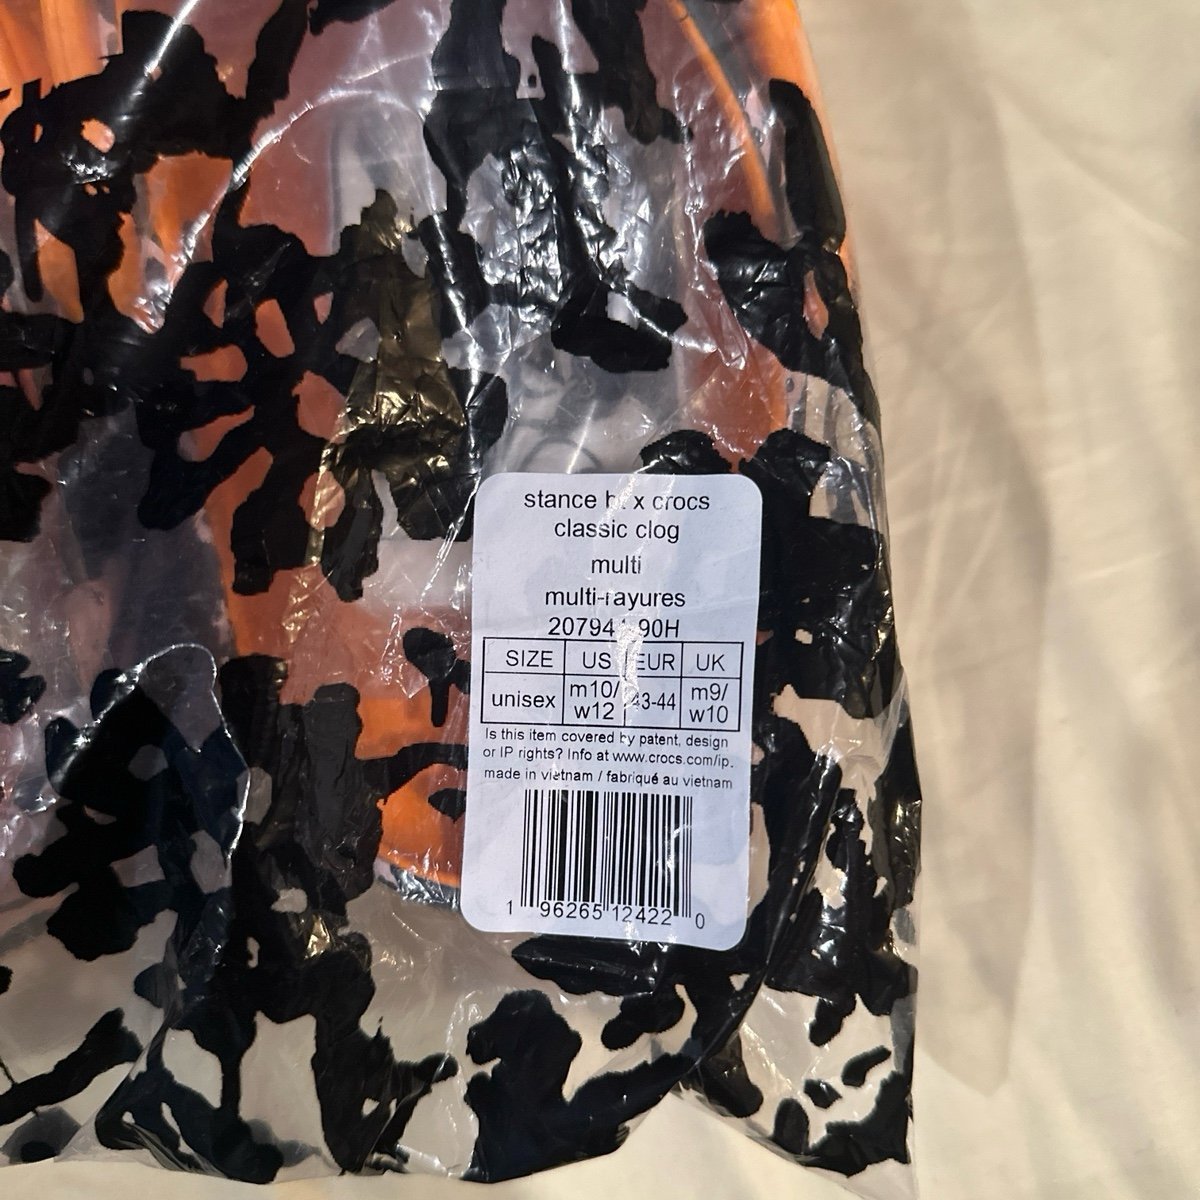 stance x crocs
classic clog
multi
multi-rayures
90H
SIZE US EUR UK
unisex m10/ w12 43-44 m9/ w10
Is this item covered by patent, design
or IP rights? Info at www.crocs.com/ip.
made in vietnam / fabriqué au vietnam
1 96265 12422 0